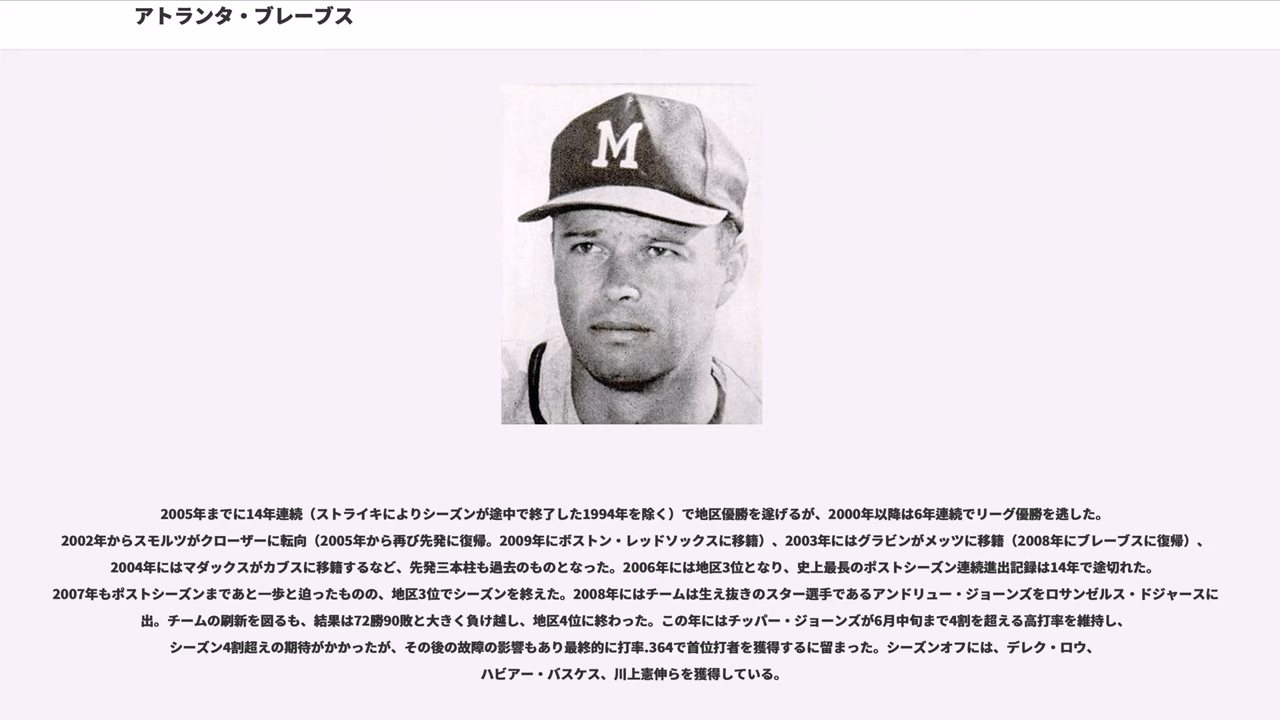 アトランタ・ブレーブス
M
2005年までに14年連続（ストライキによりシーズンが途中で終了した1994年を除く）で地区優勝を遂げるが、2000年以降は6年連続でリーグ優勝を逃した。
2002年からスモルツがクローザーに転向（2005年から再び先発に復帰。2009年にボストン・レッドソックスに移籍）、2003年にはグラビンがメッツに移籍（2008年にブレーブスに復帰）、
2004年にはマダックスがカブスに移籍するなど、先発三本柱も過去のものとなった。2006年には地区3位となり、史上最長のポストシーズン連続進出記録は14年で途切れた。
2007年もポストシーズンまであと一歩と迫ったものの、地区3位でシーズンを終えた。2008年にはチームは生え抜きのスター選手であるアンドリュー・ジョーンズをロサンゼルス・ドジャースに
出。チームの刷新を図るも、結果は72勝90敗と大きく負け越し、地区4位に終わった。この年にはチッパー・ジョーンズが6月中旬まで4割を超える高打率を維持し、
シーズン4割超えの期待がかかったが、その後の故障の影響もあり最終的に打率.364で首位打者を獲得するに留まった。シーズンオフには、デレク・ロウ、
ハビアー・バスケス、川上憲伸らを獲得している。